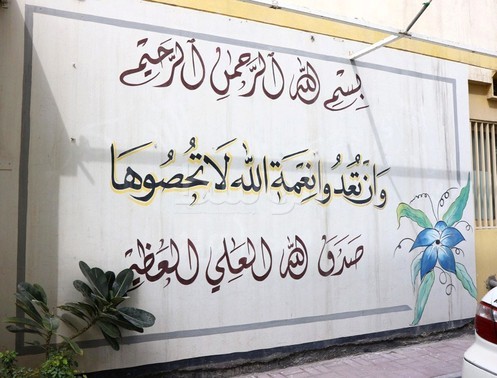 بسم الله الرحمن الرحيم
وان تعدوا نعمة الله لا تحصوها
صدق الله العلي العظيم